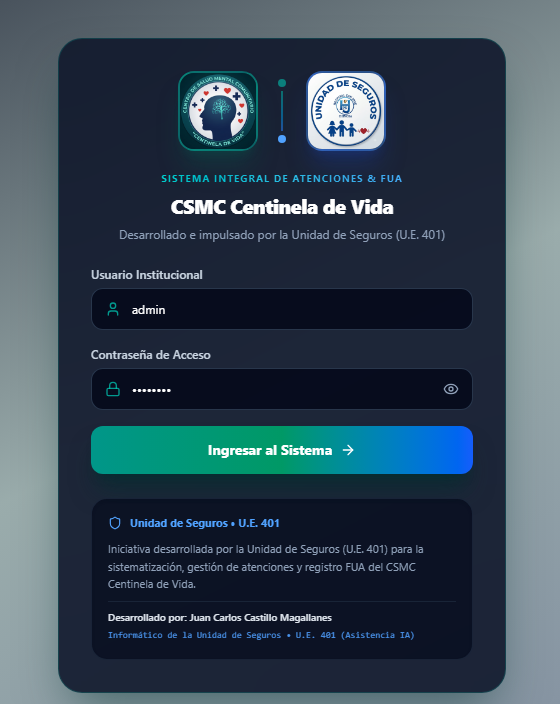 CENTRO DE SALUD MENTAL COMUNITARIO
"CENTINELA DE VIDA"
UNIDAD DE SEGUROS
SISTEMA INTEGRAL DE ATENCIONES & FUA
CSMC Centinela de Vida
Desarrollado e impulsado por la Unidad de Seguros (U.E. 401)
Usuario Institucional
admin
Contraseña de Acceso
••••••••
Ingresar al Sistema →
Unidad de Seguros • U.E. 401
Iniciativa desarrollada por la Unidad de Seguros (U.E. 401) para la
sistematización, gestión de atenciones y registro FUA del CSMC
Centinela de Vida.
Desarrollado por: Juan Carlos Castillo Magallanes
Informático de la Unidad de Seguros • U.E. 401 (Asistencia IA)